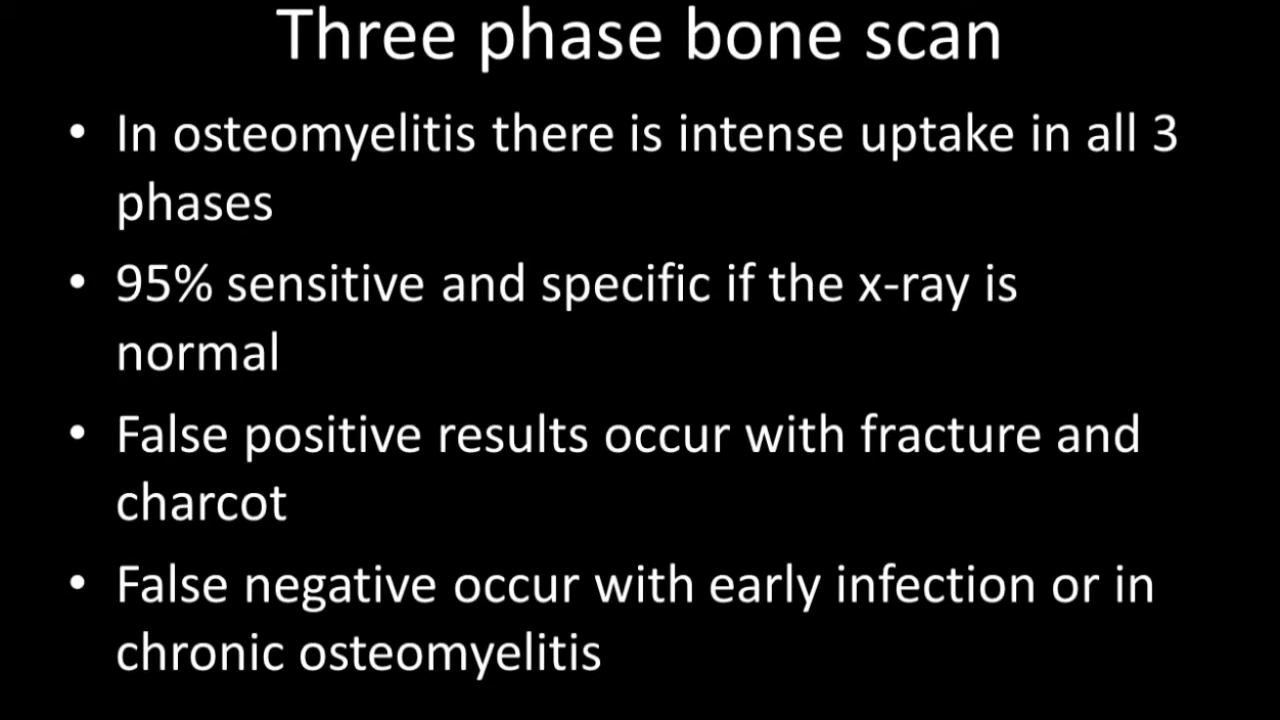 Three phase bone scan
• In osteomyelitis there is intense uptake in all 3
phases
• 95% sensitive and specific if the x-ray is
normal
• False positive results occur with fracture and
charcot
• False negative occur with early infection or in
chronic osteomyelitis